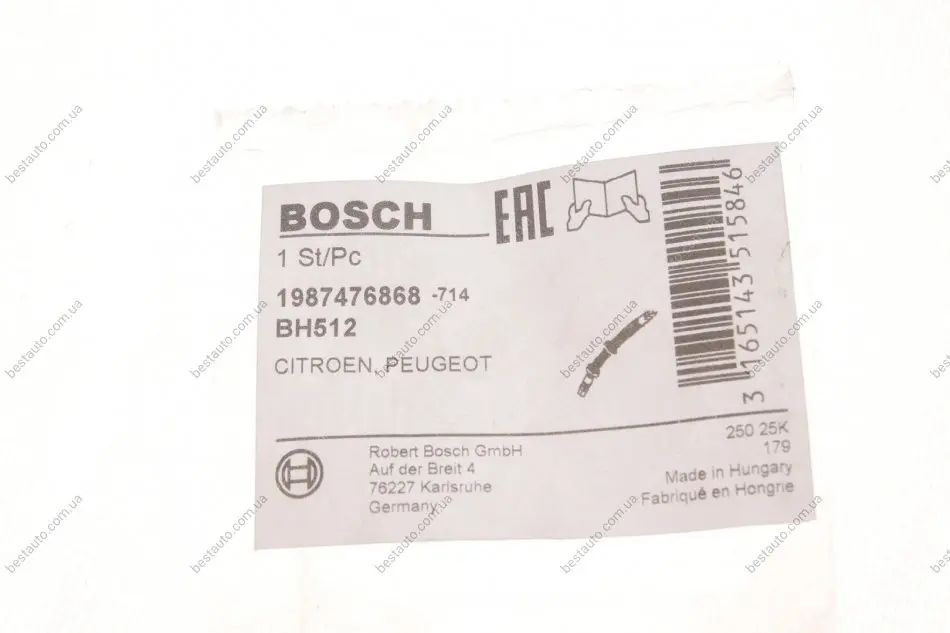 BOSCH
EAC
1 St/Pc
1987476868 -714
BH512
CITROEN, PEUGEOT
3 165143 515846
250 25K
179
Robert Bosch GmbH
Auf der Breit 4
76227 Karlsruhe
Germany
Made in Hungary
Fabriqué en Hongrie
bestauto.com.ua